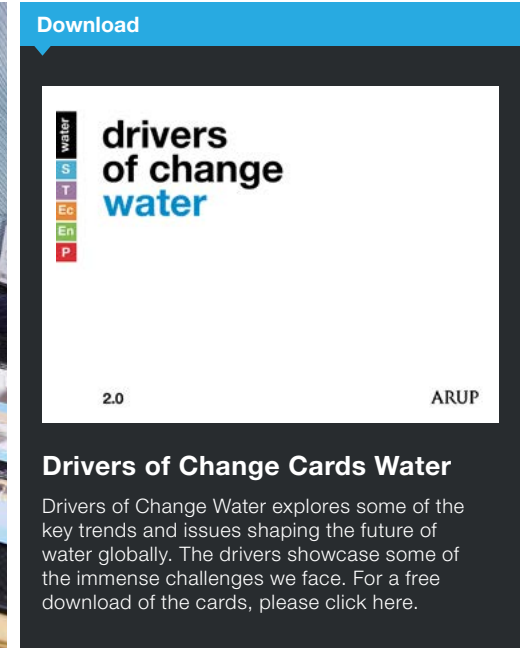 Download
water
S
T
Ec
En
P
drivers
of change
water
2.0
ARUP
Drivers of Change Cards Water
Drivers of Change Water explores some of the
key trends and issues shaping the future of
water globally. The drivers showcase some of
the immense challenges we face. For a free
download of the cards, please click here.